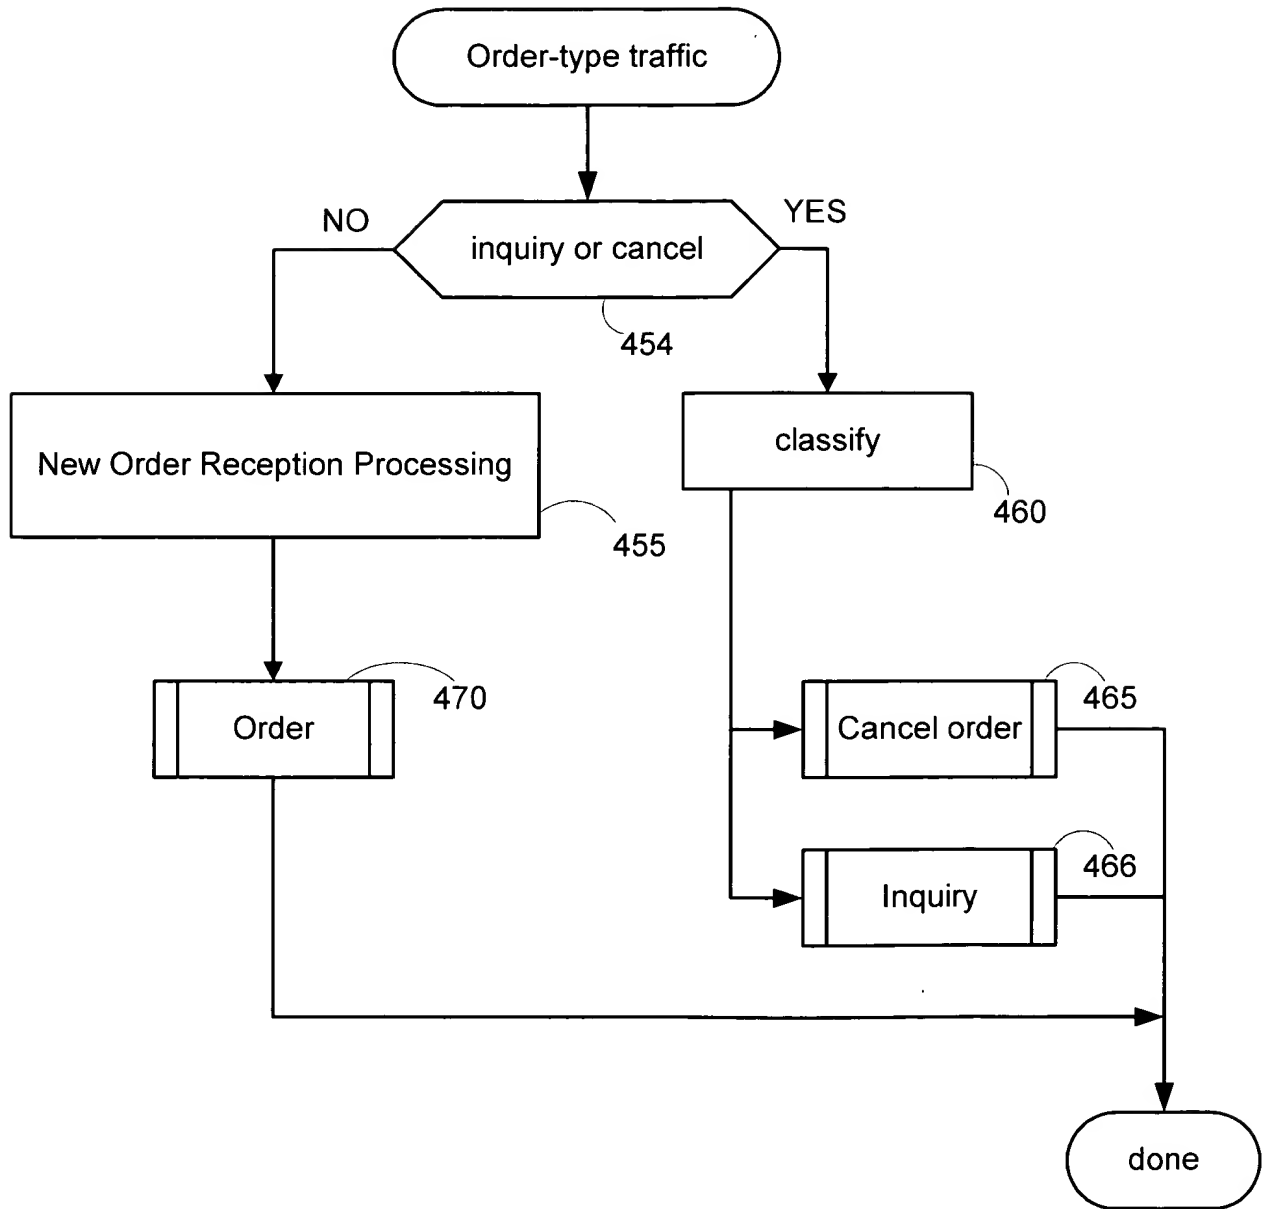 Order-type traffic
NO
YES
inquiry or cancel
454
New Order Reception Processing
455
classify
460
Order
470
Cancel order
465
Inquiry
466
done